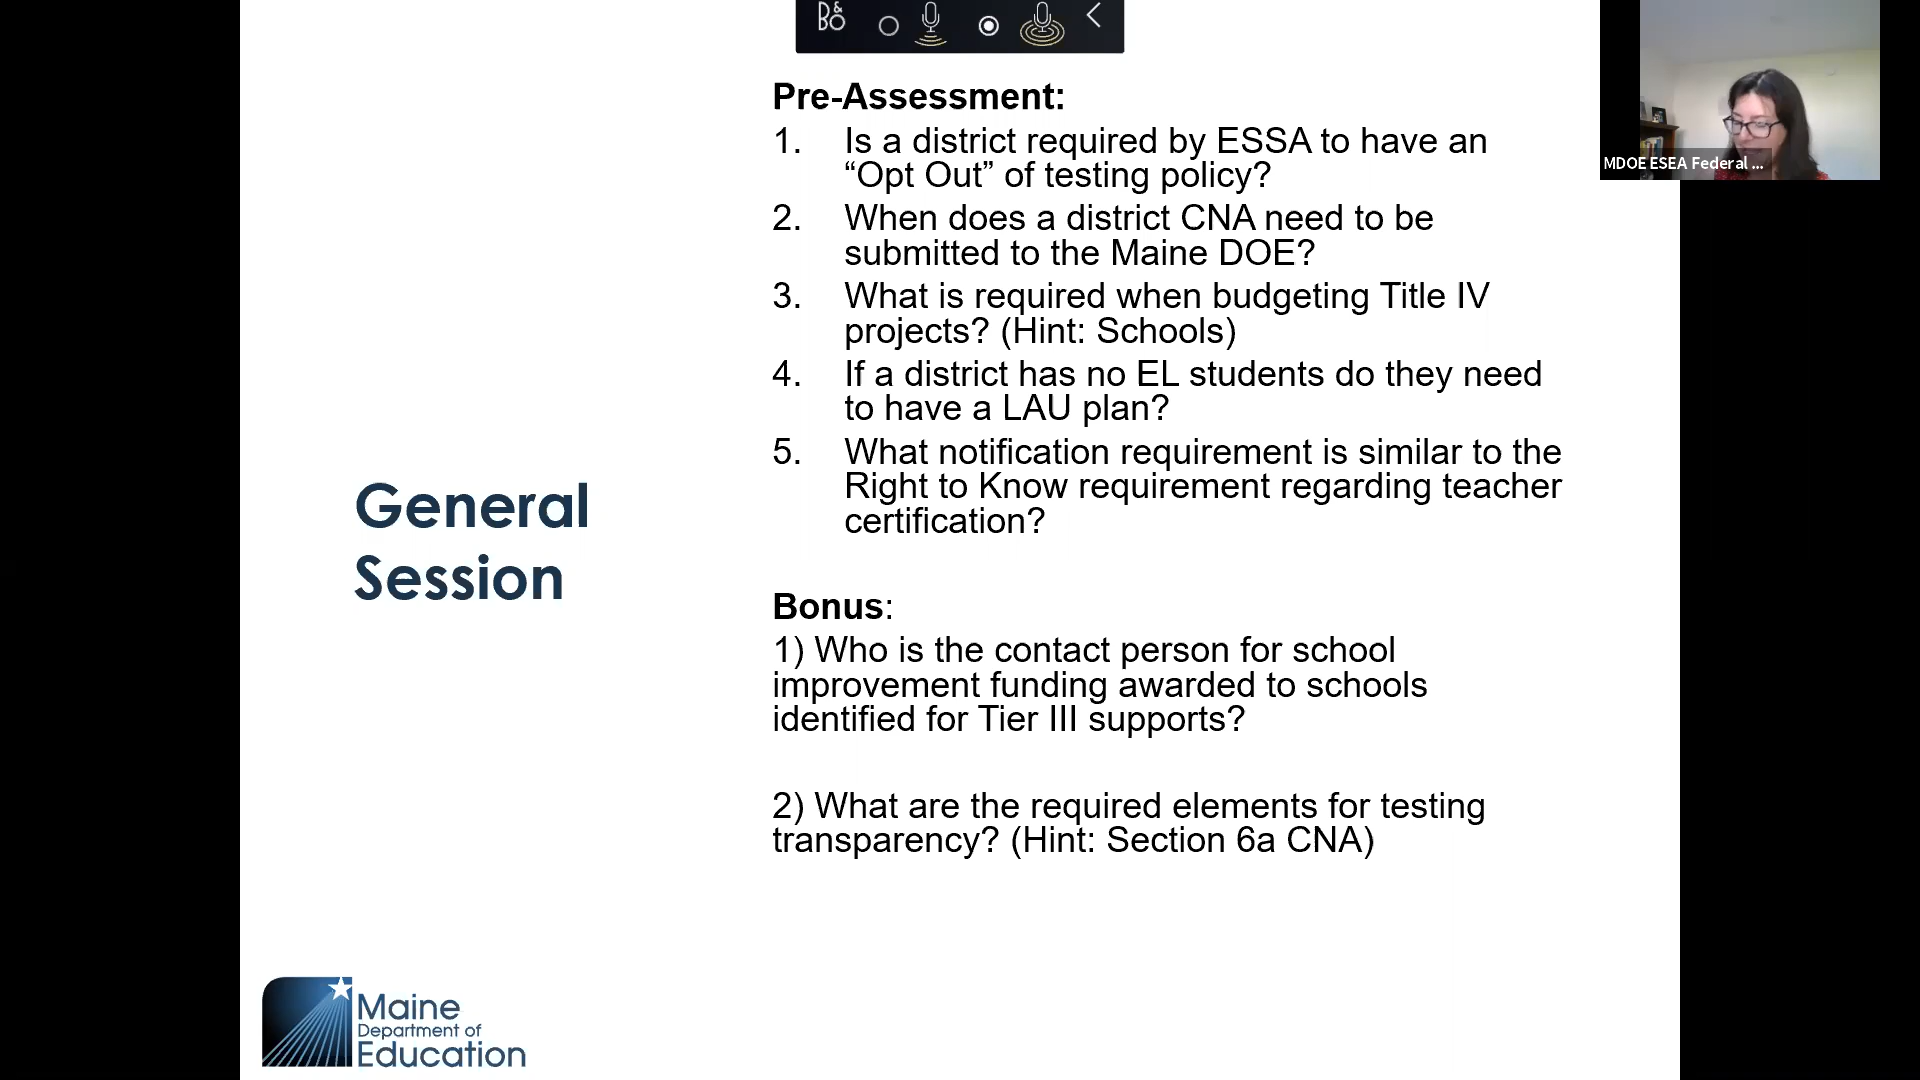 B&O
Pre-Assessment:
1. Is a district required by ESSA to have an
“Opt Out” of testing policy?
2. When does a district CNA need to be
submitted to the Maine DOE?
3. What is required when budgeting Title IV
projects? (Hint: Schools)
4. If a district has no EL students do they need
to have a LAU plan?
5. What notification requirement is similar to the
Right to Know requirement regarding teacher
certification?
Bonus:
1) Who is the contact person for school
improvement funding awarded to schools
identified for Tier III supports?
2) What are the required elements for testing
transparency? (Hint: Section 6a CNA)
General
Session
Maine
Department of
Education
MDOE ESEA Federal ...